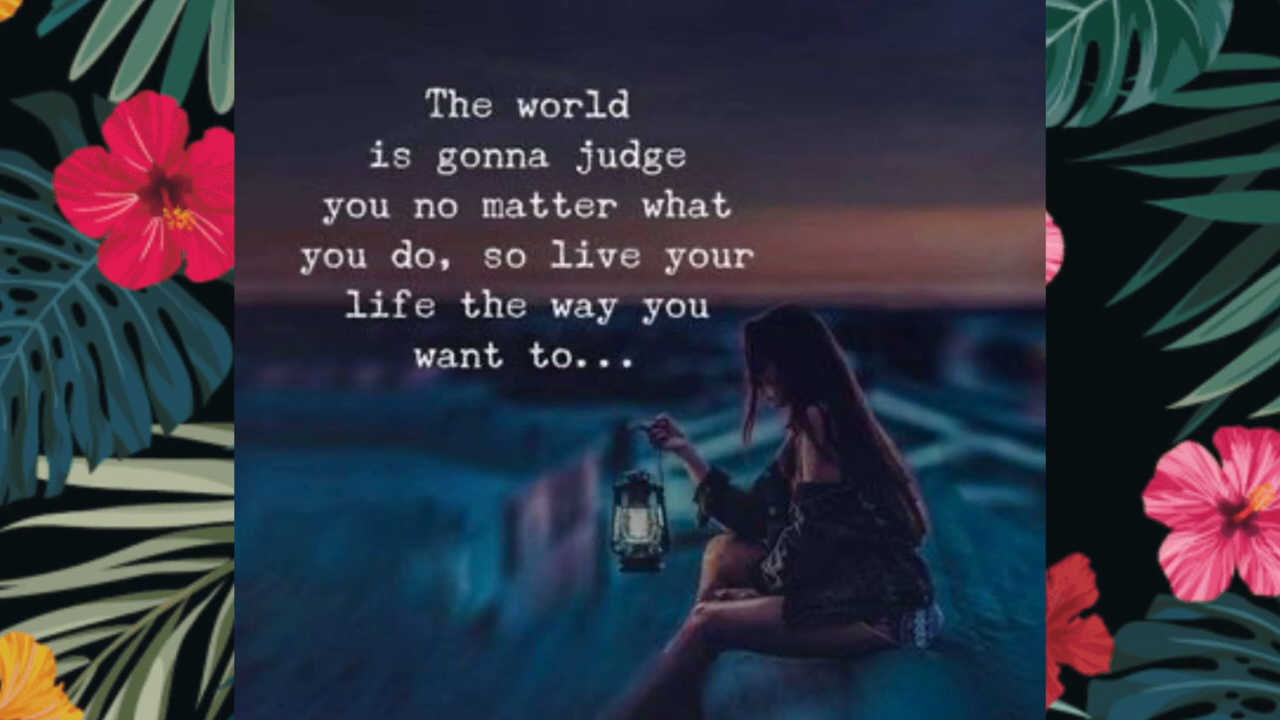 The world
is gonna judge
you no matter what
you do, so live your
life the way you
want to...